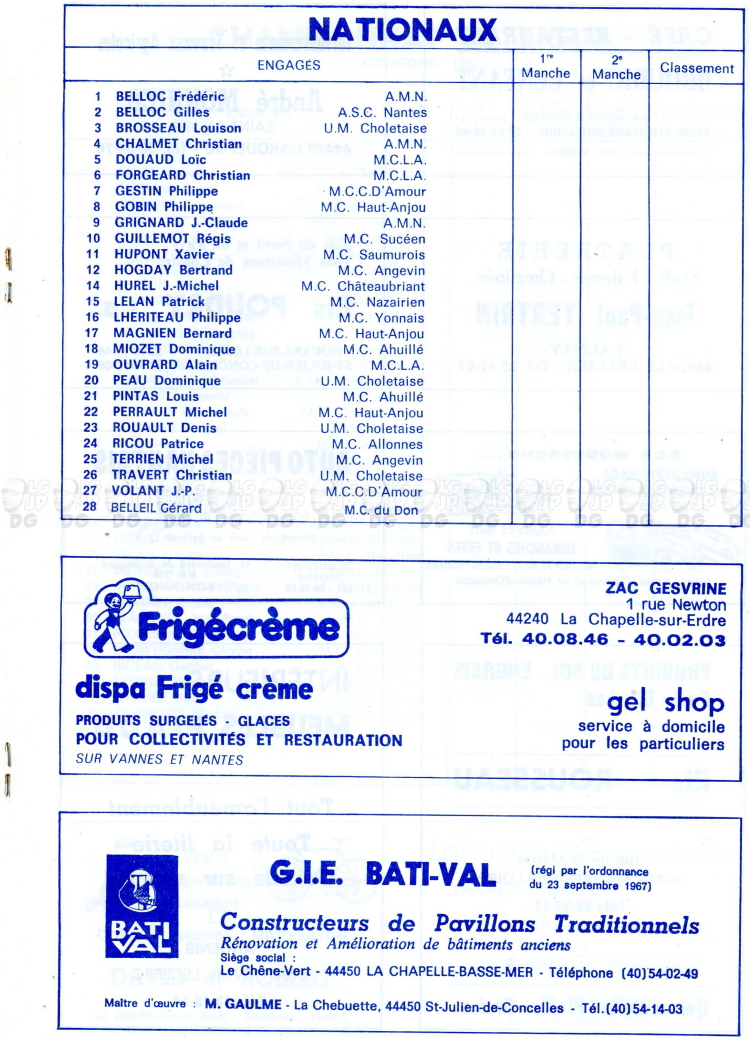 NATIONAUX
ENGAGÉS 1re Manche 2e Manche Classement
1 BELLOC Frédéric A.M.N.
2 BELLOC Gilles A.S.C. Nantes
3 BROSSEAU Louison U.M. Choletaise
4 CHALMET Christian A.M.N.
5 DOUAUD Loïc M.C.L.A.
6 FORGEARD Christian M.C.L.A.
7 GESTIN Philippe M.C.C.D'Amour
8 GOBIN Philippe M.C. Haut-Anjou
9 GRIGNARD J.-Claude A.M.N.
10 GUILLEMOT Régis M.C. Sucéen
11 HUPONT Xavier M.C. Saumurois
12 HOGDAY Bertrand M.C. Angevin
14 HUREL J.-Michel M.C. Châteaubriant
15 LELAN Patrick M.C. Nazairien
16 LHERITEAU Philippe M.C. Yonnais
17 MAGNIEN Bernard M.C. Haut-Anjou
18 MIOZET Dominique M.C. Ahuillé
19 OUVRARD Alain M.C.L.A.
20 PEAU Dominique U.M. Choletaise
21 PINTAS Louis M.C. Ahuillé
22 PERRAULT Michel M.C. Haut-Anjou
23 ROUAULT Denis U.M. Choletaise
24 RICOU Patrice M.C. Allonnes
25 TERRIEN Michel M.C. Angevin
26 TRAVERT Christian U.M. Choletaise
27 VOLANT J.-P. M.C.C.D'Amour
28 BELLEIL Gérard M.C. du Don
Frigécrème
dispa Frigé crème
PRODUITS SURGELÉS - GLACES
POUR COLLECTIVITÉS ET RESTAURATION
SUR VANNES ET NANTES
ZAC GESVRINE
1 rue Newton
44240 La Chapelle-sur-Erdre
Tél. 40.08.46 - 40.02.03
gel shop
service à domicile
pour les particuliers
BATI
VAL
G.I.E. BATI-VAL (régi par l'ordonnance
du 23 septembre 1967)
Constructeurs de Pavillons Traditionnels
Rénovation et Amélioration de bâtiments anciens
Siège social :
Le Chêne-Vert - 44450 LA CHAPELLE-BASSE-MER - Téléphone (40) 54-02-49
Maître d'œuvre : M. GAULME - La Chebuette, 44450 St-Julien-de-Concelles - Tél. (40) 54-14-03